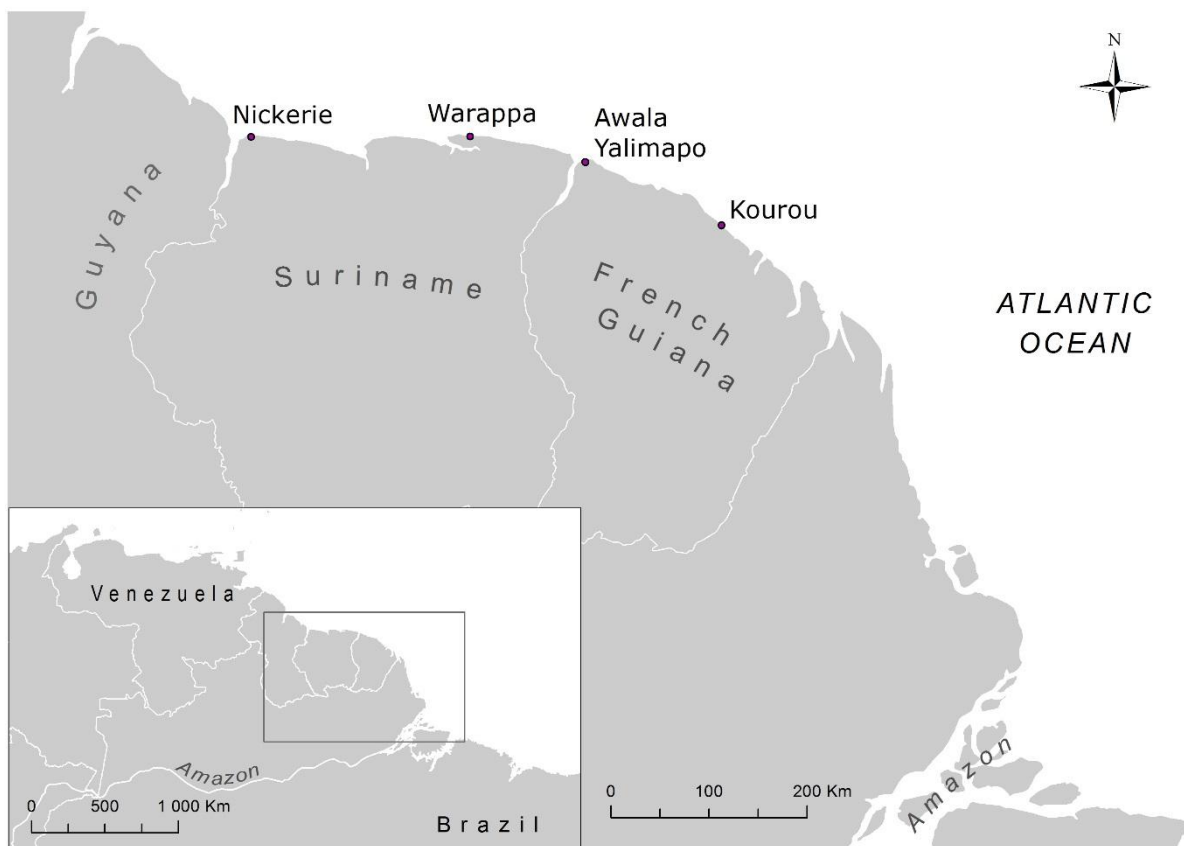 N
Nickerie
Warappa
Awala
Yalimapo
Kourou
Guyana
Suriname
French
Guiana
ATLANTIC
OCEAN
Venezuela
Amazon
0 500 1 000 Km
Brazil
0 100 200 Km
Amazon